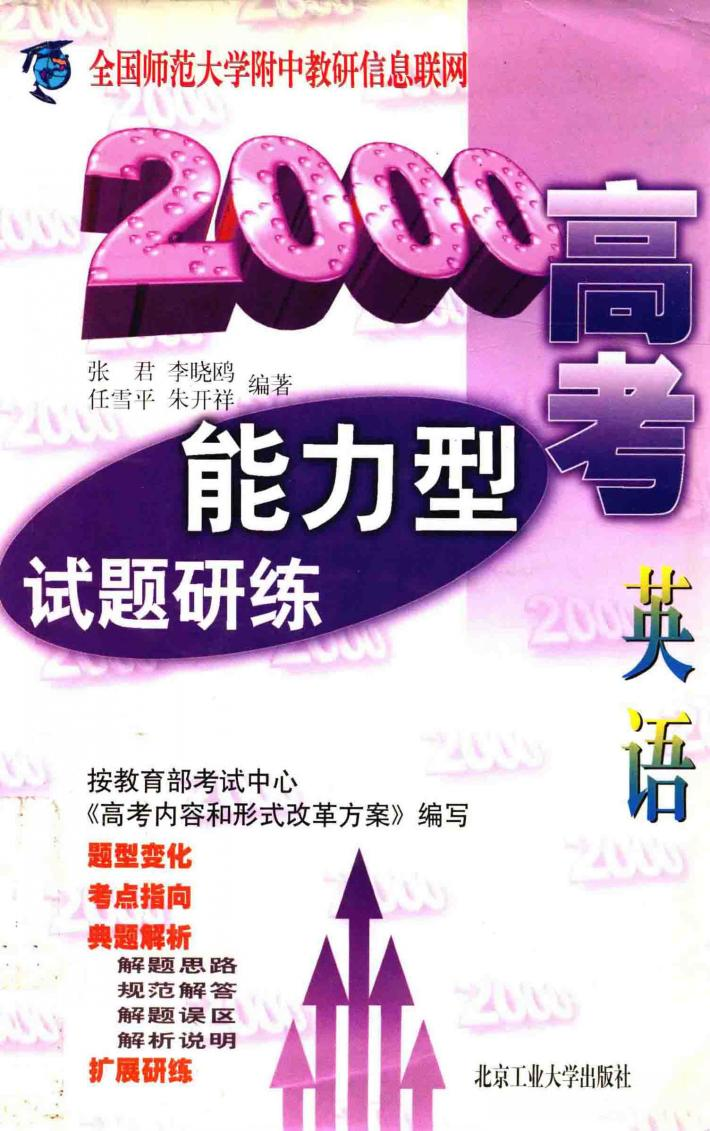 全国师范大学附中教研信息联网
2000
高考
张 君 李晓鸥
任雪平 朱开祥 编著
能力型
试题研练
英语
按教育部考试中心
《高考内容和形式改革方案》编写
题型变化
考点指向
典题解析
解题思路
规范解答
解题误区
解析说明
扩展研练
北京工业大学出版社